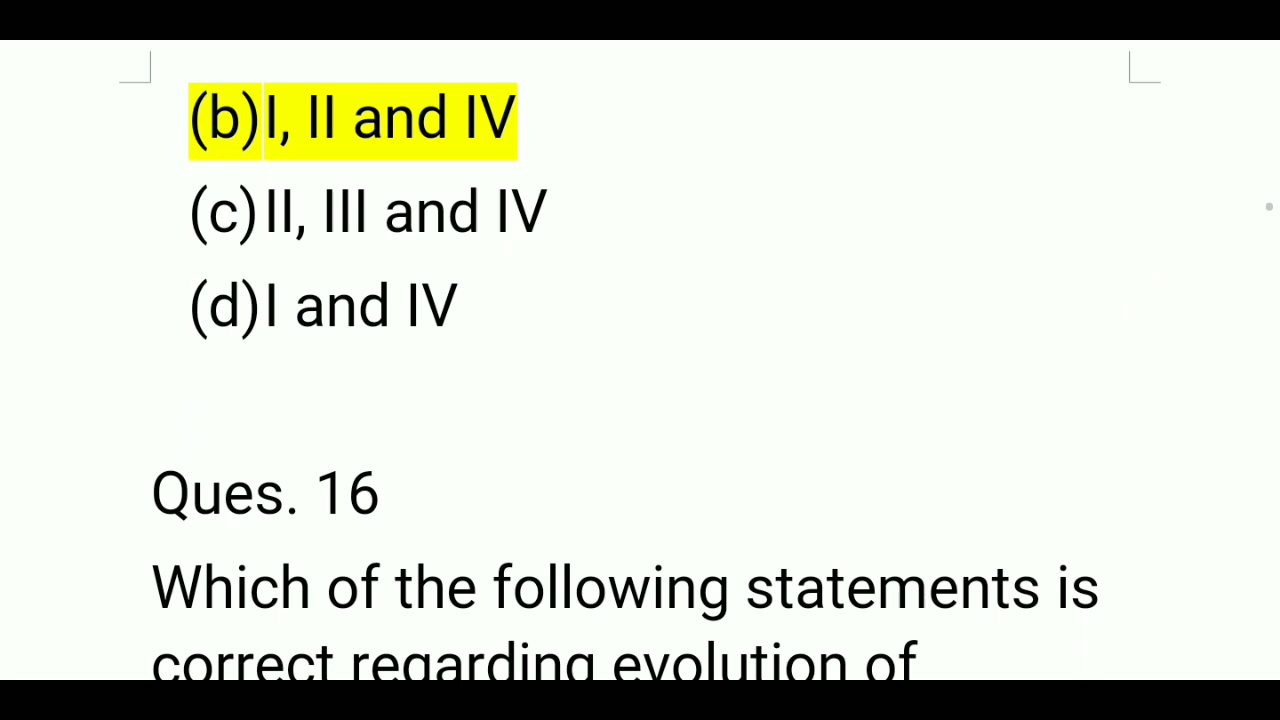 (b) I, II and IV
(c) II, III and IV
(d) I and IV
Ques. 16
Which of the following statements is
correct regarding evolution of